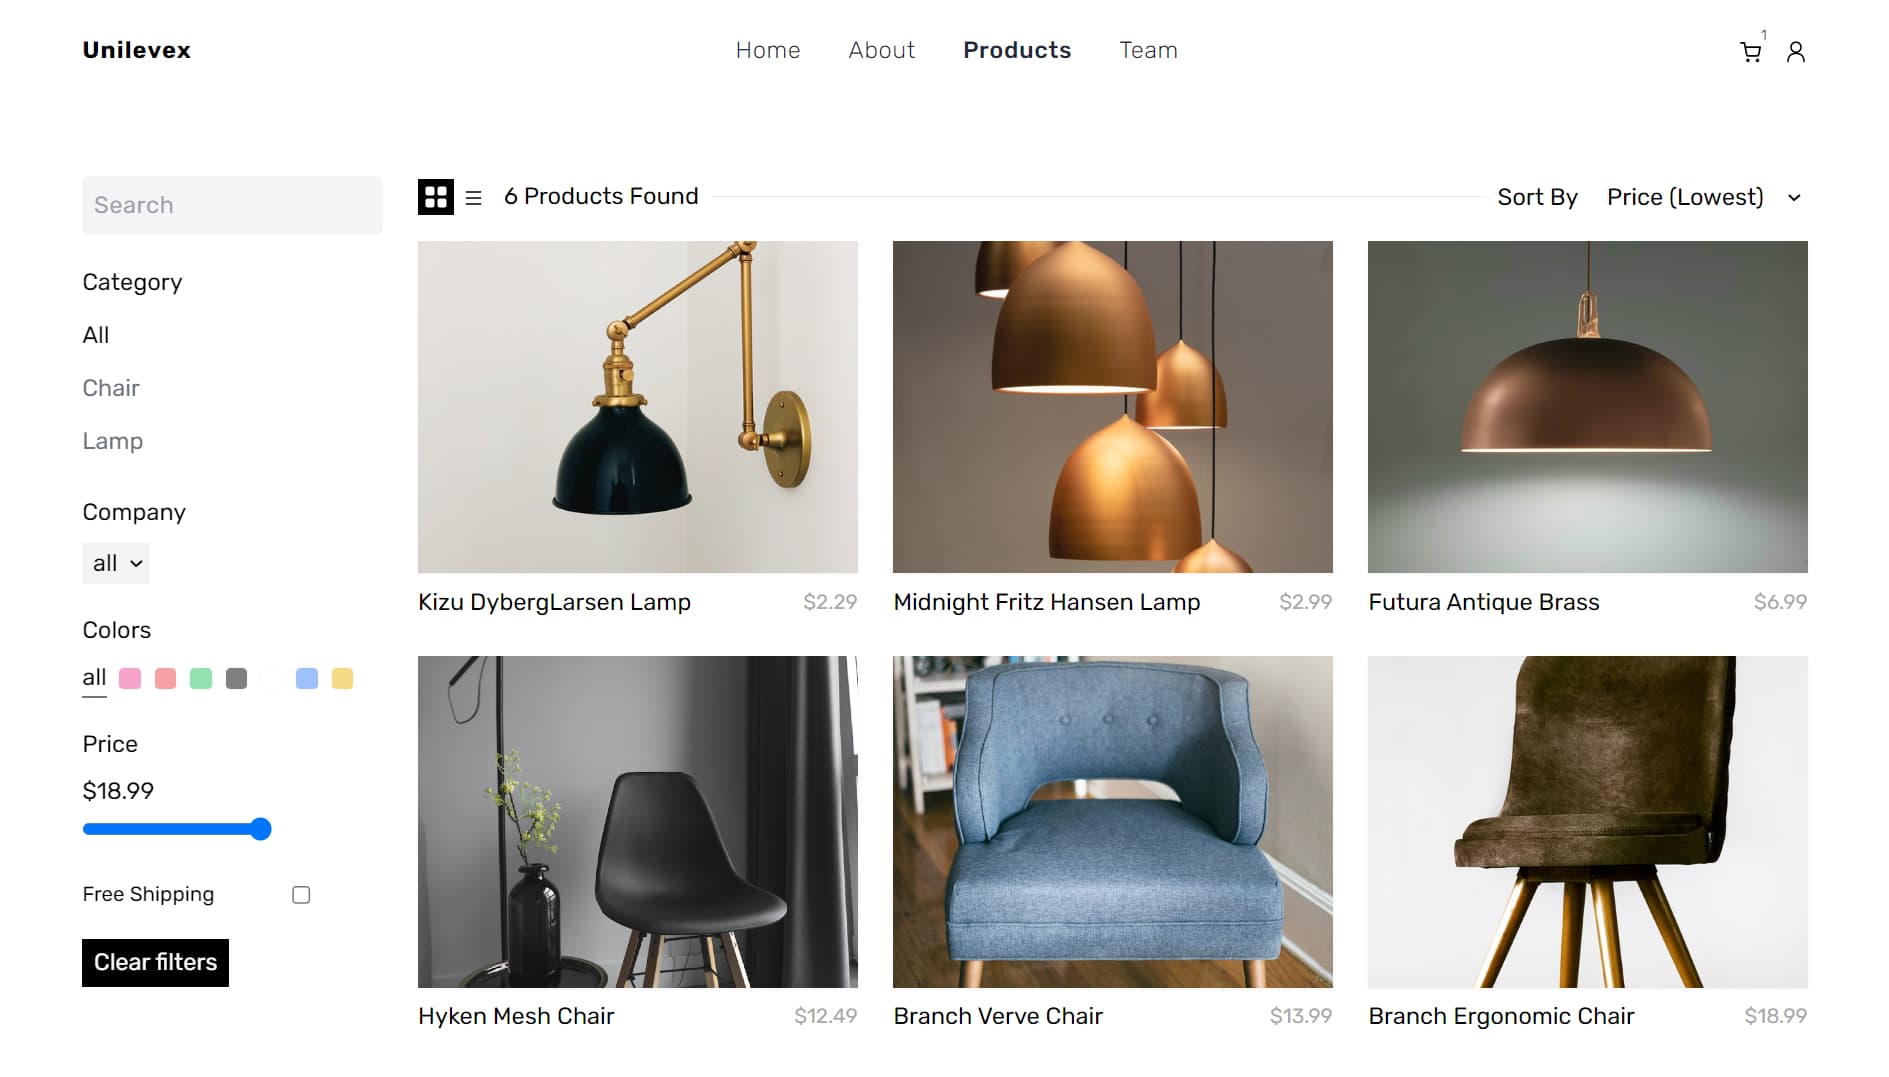 Unilevex
Home About Products Team
1
Search
Category
All
Chair
Lamp
Company
all
Colors
all
Price
$18.99
Free Shipping
Clear filters
6 Products Found
Sort By Price (Lowest)
Kizu DybergLarsen Lamp $2.29
Midnight Fritz Hansen Lamp $2.99
Futura Antique Brass $6.99
Hyken Mesh Chair $12.49
Branch Verve Chair $13.99
Branch Ergonomic Chair $18.99